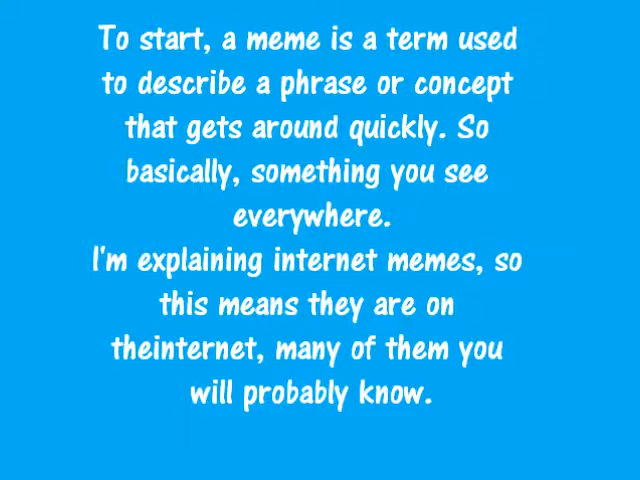 To start, a meme is a term used
to describe a phrase or concept
that gets around quickly. So
basically, something you see
everywhere.
I'm explaining internet memes, so
this means they are on
theinternet, many of them you
will probably know.